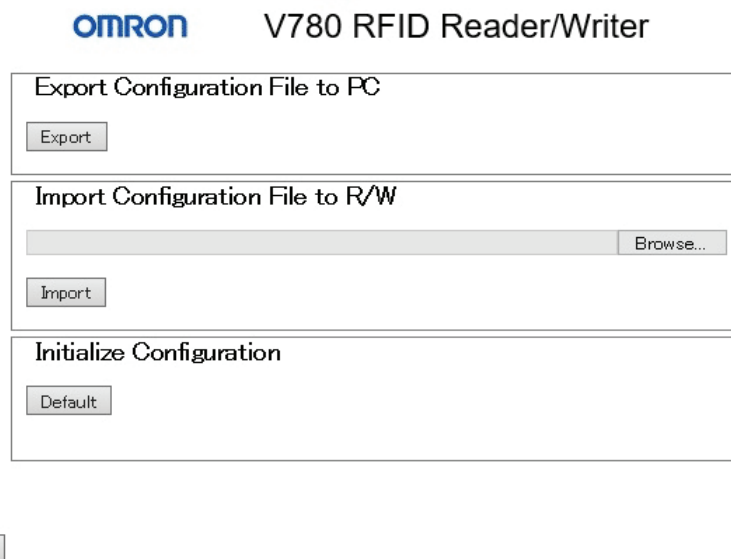 OMRON V780 RFID Reader/Writer
Export Configuration File to PC
Export
Import Configuration File to R/W
Browse...
Import
Initialize Configuration
Default